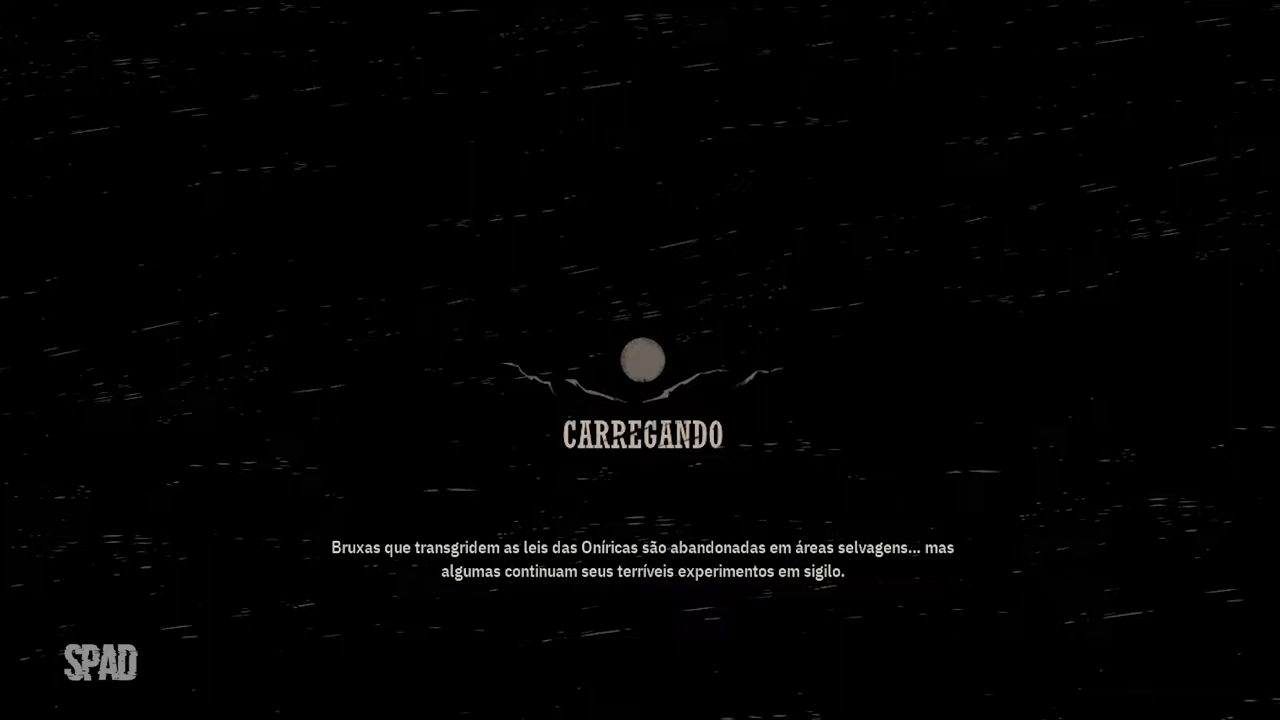 CARREGANDO
Bruxas que transgridem as leis das Oníricas são abandonadas em áreas selvagens... mas
algumas continuam seus terríveis experimentos em sigilo.
SPAD